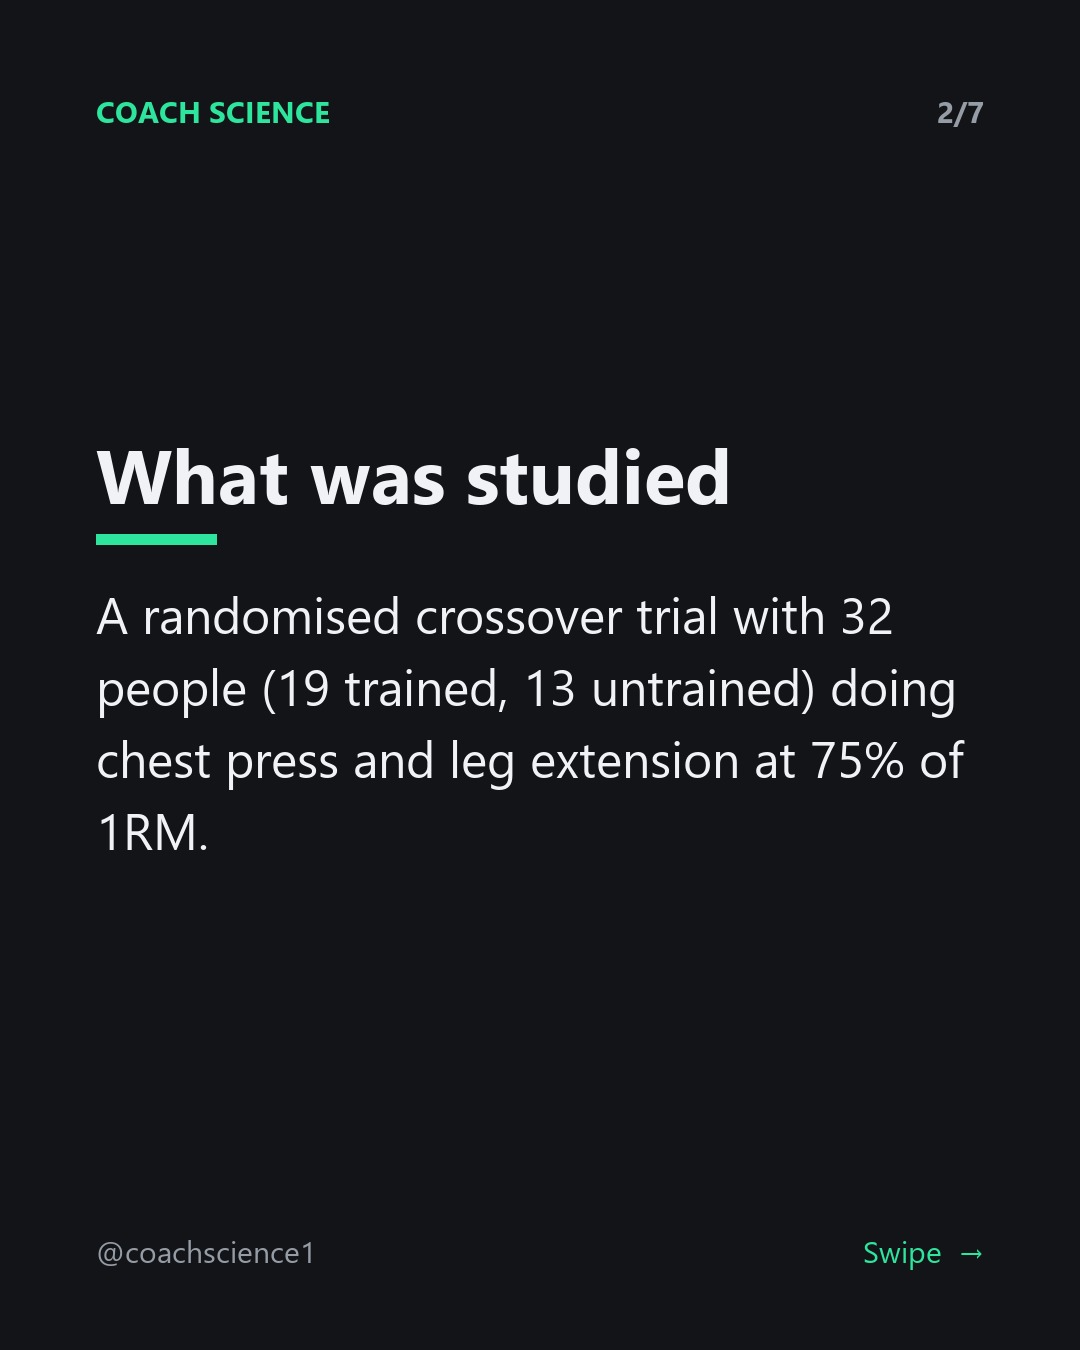 COACH SCIENCE
2/7
What was studied
A randomised crossover trial with 32
people (19 trained, 13 untrained) doing
chest press and leg extension at 75% of
1RM.
@coachscience1
Swipe →